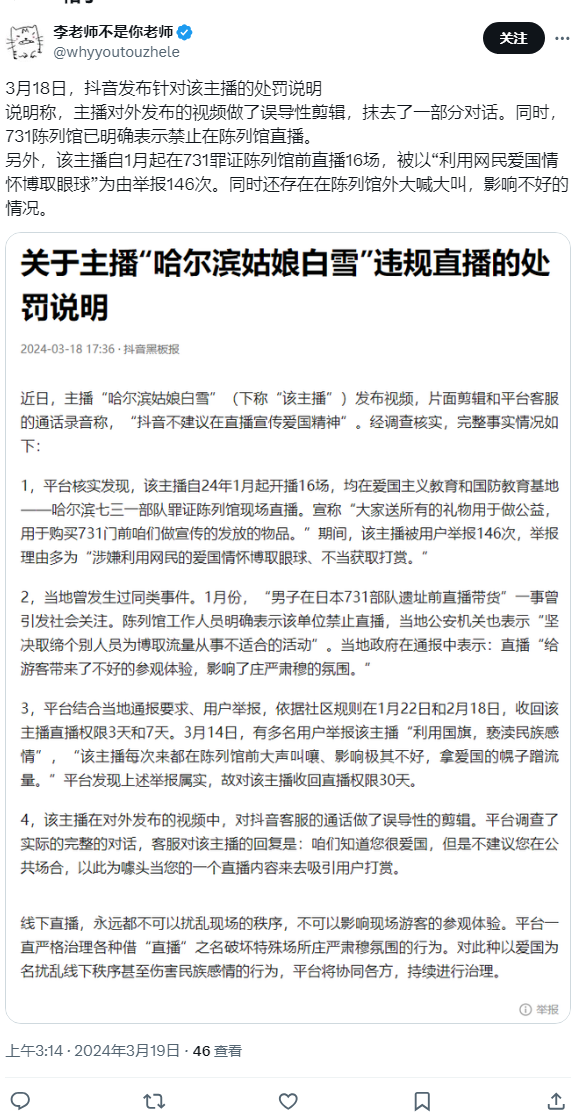 李老师不是你老师
@whyyoutouzhele
关注
3月18日，抖音发布针对该主播的处罚说明
说明称，主播对外发布的视频做了误导性剪辑，抹去了一部分对话。同时，
731陈列馆已明确表示禁止在陈列馆直播。
另外，该主播自1月起在731罪证陈列馆前直播16场，被以“利用网民爱国情
怀博取眼球”为由举报146次。同时还存在在陈列馆外大喊大叫，影响不好的
情况。
关于主播“哈尔滨姑娘白雪”违规直播的处
罚说明
2024-03-18 17:36 · 抖音黑板报
近日，主播“哈尔滨姑娘白雪”（下称“该主播”）发布视频，片面剪辑和平台客服
的通话录音称，“抖音不建议在直播宣传爱国精神”。经调查核实，完整事实情况如
下：
1，平台核实发现，该主播自24年1月起开播16场，均在爱国主义教育和国防教育基地
——哈尔滨七三一部队罪证陈列馆现场直播。宣称“大家送所有的礼物用于做公益，
用于购买731门前咱们做宣传的发放的物品。”期间，该主播被用户举报146次，举报
理由多为“涉嫌利用网民的爱国情怀博取眼球、不当获取打赏。“
2，当地曾发生过同类事件。1月份，“男子在日本731部队遗址前直播带货”一事曾
引发社会关注。陈列馆工作人员明确表示该单位禁止直播，当地公安机关也表示“坚
决取缔个别人员为博取流量从事不适合的活动”。当地政府在通报中表示：直播“给
游客带来了不好的参观体验，影响了庄严肃穆的氛围。“
3，平台结合当地通报要求、用户举报，依据社区规则在1月22日和2月18日，收回该
主播直播权限3天和7天。3月14日，有多名用户举报该主播“利用国旗，亵渎民族感
情”，“该主播每次来都在陈列馆前大声叫嚷、影响极其不好，拿爱国的幌子蹭流
量。”平台发现上述举报属实，故对该主播收回直播权限30天。
4，该主播在对外发布的视频中，对抖音客服的通话做了误导性的剪辑。平台调查了
实际的完整的对话，客服对该主播的回复是：咱们知道您很爱国，但是不建议您在公
共场合，以此为噱头当您的一个直播内容来去吸引用户打赏。
线下直播，永远都不可以扰乱现场的秩序，不可以影响现场游客的参观体验。平台一
直严格治理各种借“直播”之名破坏特殊场所庄严肃穆氛围的行为。对此种以爱国为
名扰乱线下秩序甚至伤害民族感情的行为，平台将协同各方，持续进行治理。
举报
上午3:14 · 2024年3月19日 · 46 查看